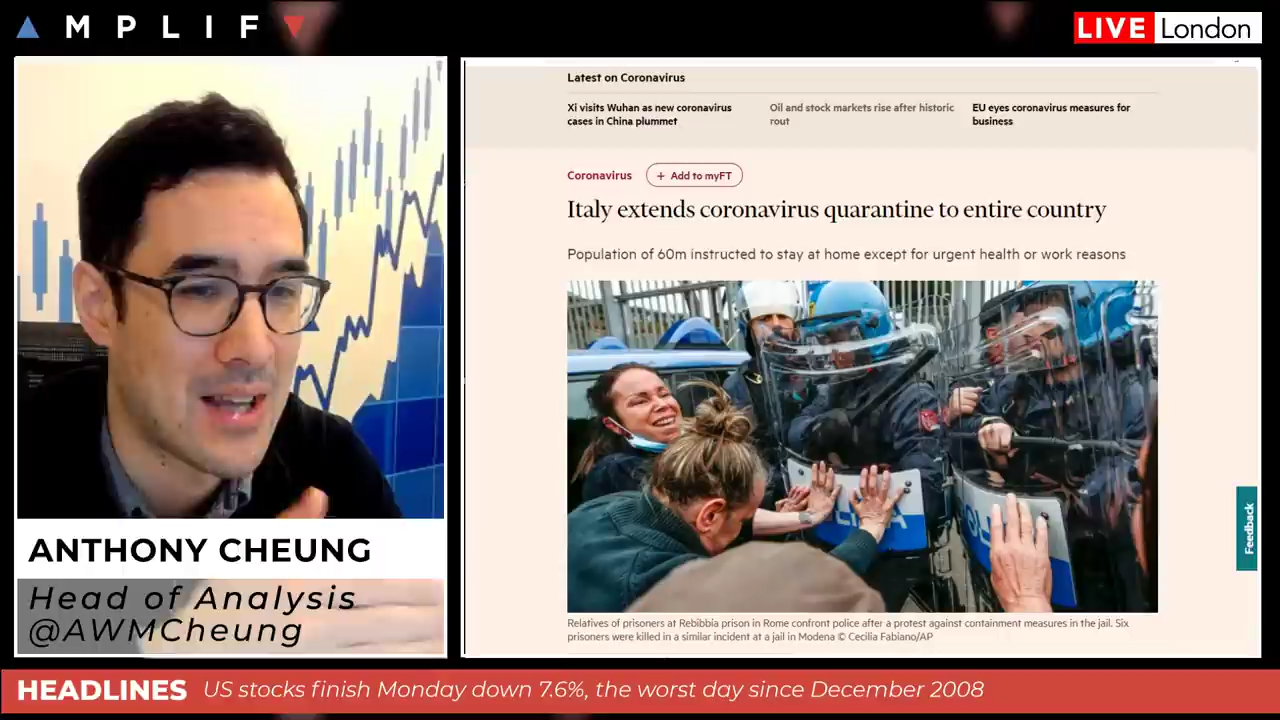 AMPLIFY
LIVE London
Latest on Coronavirus
Xi visits Wuhan as new coronavirus
cases in China plummet
Oil and stock markets rise after historic
rout
EU eyes coronavirus measures for
business
Coronavirus
+ Add to myFT
Italy extends coronavirus quarantine to entire country
Population of 60m instructed to stay at home except for urgent health or work reasons
Relatives of prisoners at Rebibbia prison in Rome confront police after a protest against containment measures in the jail. Six
prisoners were killed in a similar incident at a jail in Modena © Cecilia Fabiano/AP
Feedback
ANTHONY CHEUNG
Head of Analysis
@AWMCheung
HEADLINES US stocks finish Monday down 7.6%, the worst day since December 2008